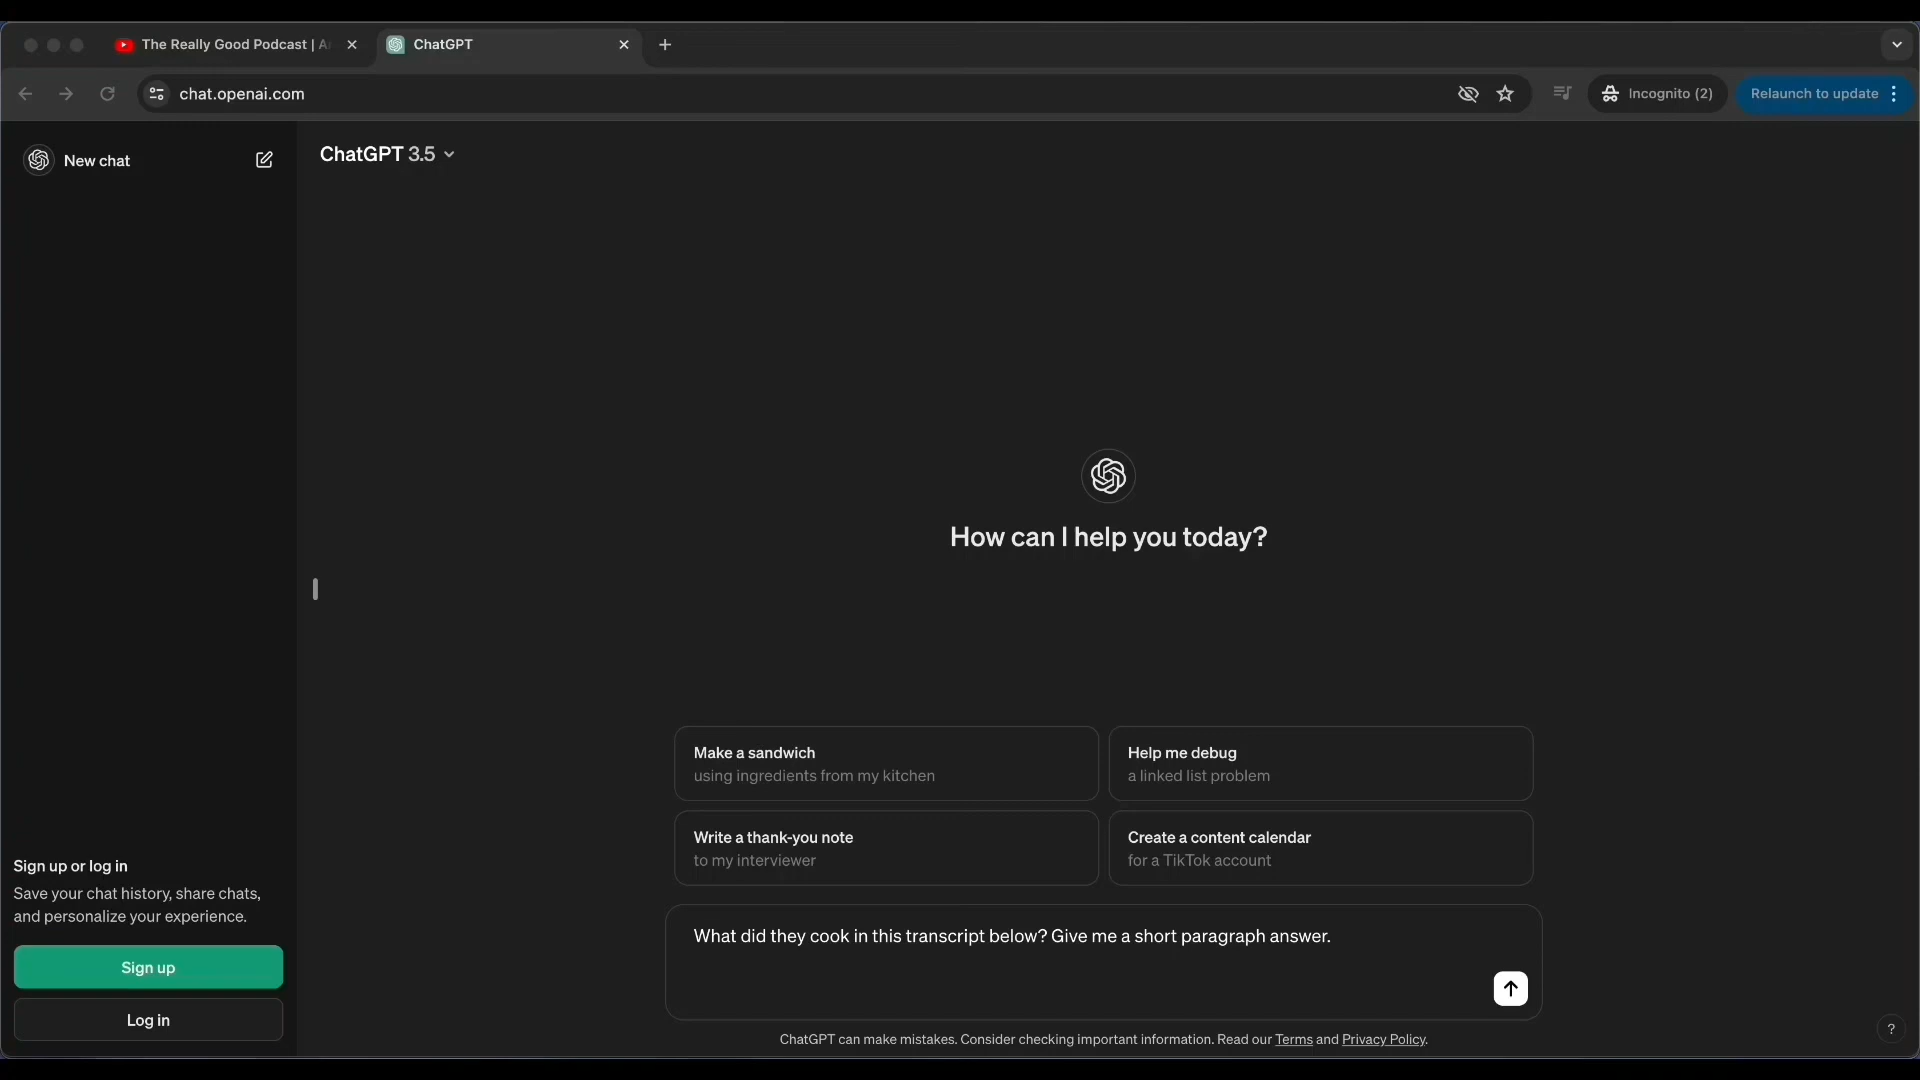 The Really Good Podcast |
ChatGPT
chat.openai.com
Incognito (2)
Relaunch to update
New chat
ChatGPT 3.5
How can I help you today?
Make a sandwich
using ingredients from my kitchen
Help me debug
a linked list problem
Write a thank-you note
to my interviewer
Create a content calendar
for a TikTok account
Sign up or log in
Save your chat history, share chats,
and personalize your experience.
Sign up
Log in
What did they cook in this transcript below? Give me a short paragraph answer.
ChatGPT can make mistakes. Consider checking important information. Read our Terms and Privacy Policy.
?